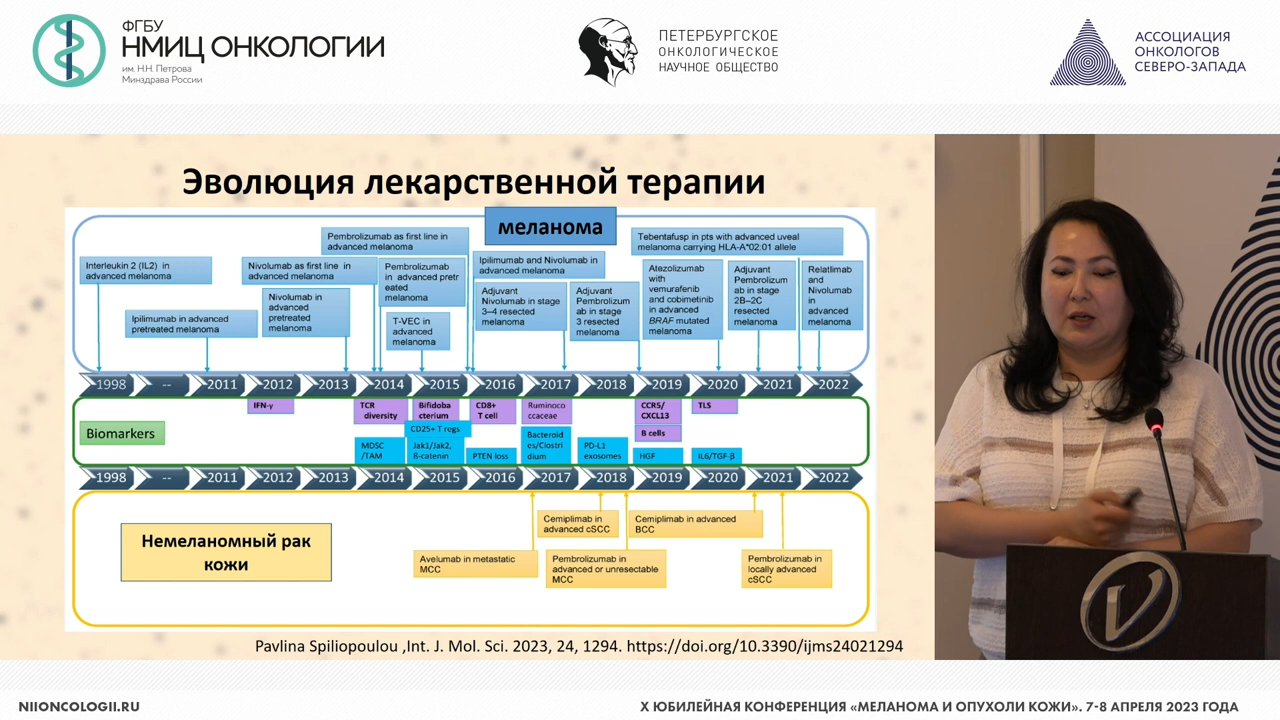 ФГБУ
НМИЦ ОНКОЛОГИИ
им. Н.Н. Петрова
Минздрава России
ПЕТЕРБУРГСКОЕ
ОНКОЛОГИЧЕСКОЕ
НАУЧНОЕ ОБЩЕСТВО
АССОЦИАЦИЯ
ОНКОЛОГОВ
СЕВЕРО-ЗАПАДА
Эволюция лекарственной терапии
меланома
Pembrolizumab as first line in
advanced melanoma
Tebentafusp in pts with advanced uveal
melanoma carrying HLA-A*02:01 allele
Interleukin 2 (IL2) in
advanced melanoma
Nivolumab as first line in
advanced melanoma
Pembrolizumab
in advanced pretr
eated
melanoma
Ipilimumab and Nivolumab in
advanced melanoma
Atezolizumab
with
vemurafenib
and cobimetinib
in advanced
BRAF mutated
melanoma
Adjuvant
Pembrolizum
ab in stage
2B–2C
resected
melanoma
Relatlimab
and
Nivolumab
in
advanced
melanoma
Ipilimumab in advanced
pretreated melanoma
Nivolumab in
advanced
pretreated
melanoma
T-VEC in
advanced
melanoma
Adjuvant
Nivolumab in stage
3–4 resected
melanoma
Adjuvant
Pembrolizum
ab in stage
3 resected
melanoma
1998 -- 2011 2012 2013 2014 2015 2016 2017 2018 2019 2020 2021 2022
Biomarkers
IFN-γ
TCR
diversity
MDSC
/TAM
Bifidoba
cterium
CD25+ T regs
Jak1/Jak2,
ß-catenin
CD8+
T cell
PTEN loss
Ruminoco
ccaceae
Bacteroid
es/Clostri
dium
PD-L1
exosomes
CCR5/
CXCL13
B cells
HGF
TLS
IL6/TGF-β
1998 -- 2011 2012 2013 2014 2015 2016 2017 2018 2019 2020 2021 2022
Немеланомный рак
кожи
Cemiplimab in
advanced cSCC
Cemiplimab in advanced
BCC
Avelumab in metastatic
MCC
Pembrolizumab in
advanced or unresectable
MCC
Pembrolizumab in
locally advanced
cSCC
Pavlina Spiliopoulou ,Int. J. Mol. Sci. 2023, 24, 1294. https://doi.org/10.3390/ijms24021294
V
NIIONCOLOGII.RU
X ЮБИЛЕЙНАЯ КОНФЕРЕНЦИЯ «МЕЛАНОМА И ОПУХОЛИ КОЖИ». 7-8 АПРЕЛЯ 2023 ГОДА